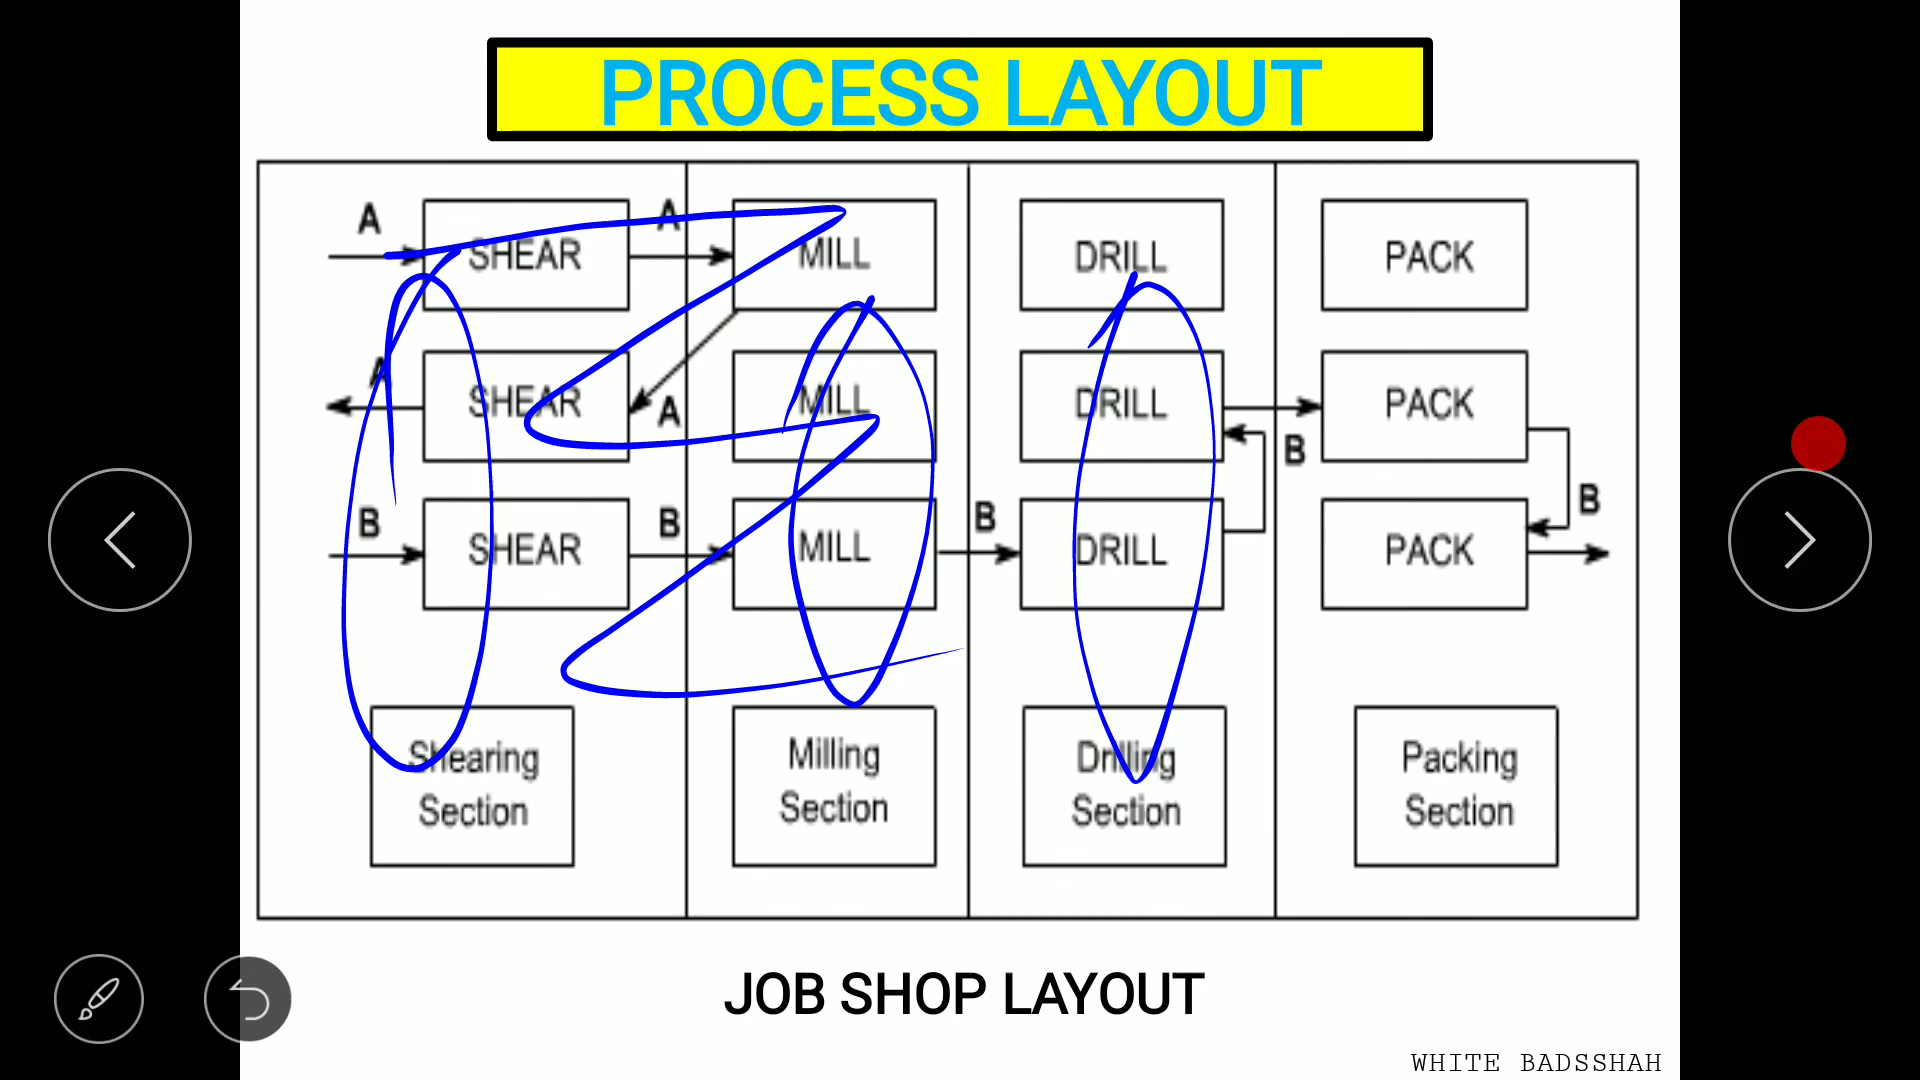 PROCESS LAYOUT
A
A
SHEAR
MILL
DRILL
PACK
A
SHEAR
A
MILL
DRILL
PACK
B
B
B
SHEAR
B
MILL
B
DRILL
PACK
Shearing
Section
Milling
Section
Drilling
Section
Packing
Section
JOB SHOP LAYOUT
WHITE BADSSHAH